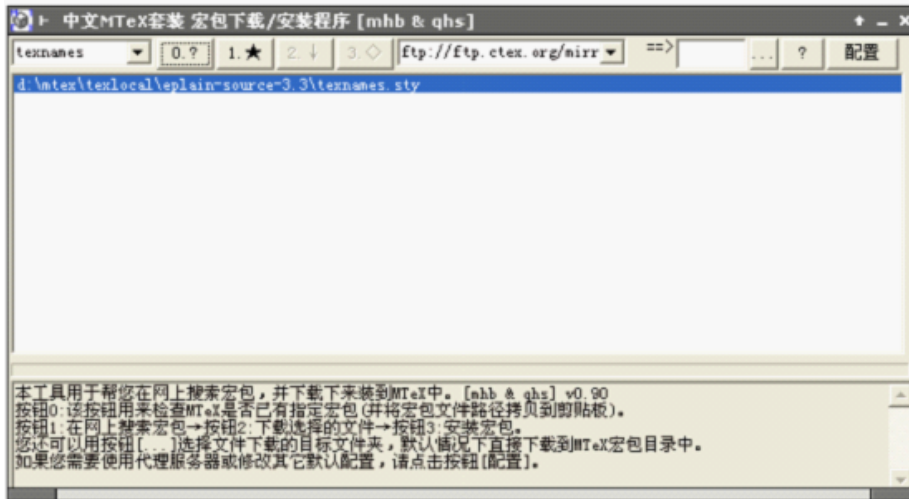 中文MTeX套装 宏包下载/安装程序 [mhb & qhs]
texnames 0.? 1.★ 2.↓ 3.◇ ftp://ftp.ctex.org/mirr ==> ... ? 配置
d:\mtex\texlocal\eplain-source-3.3\texnames.sty
本工具用于帮您在网上搜索宏包，并下载下来装到MTeX中。[mhb & qhs] v0.90
按钮0:该按钮用来检查MTeX是否已有指定宏包(并将宏包文件路径拷贝到剪贴板)。
按钮1:在网上搜索宏包→按钮2:下载选择的文件→按钮3:安装宏包。
您还可以用按钮[...]选择文件下载的目标文件夹，默认情况下直接下载到MTeX宏包目录中。
如果您需要使用代理服务器或修改其它默认配置，请点击按钮[配置]。